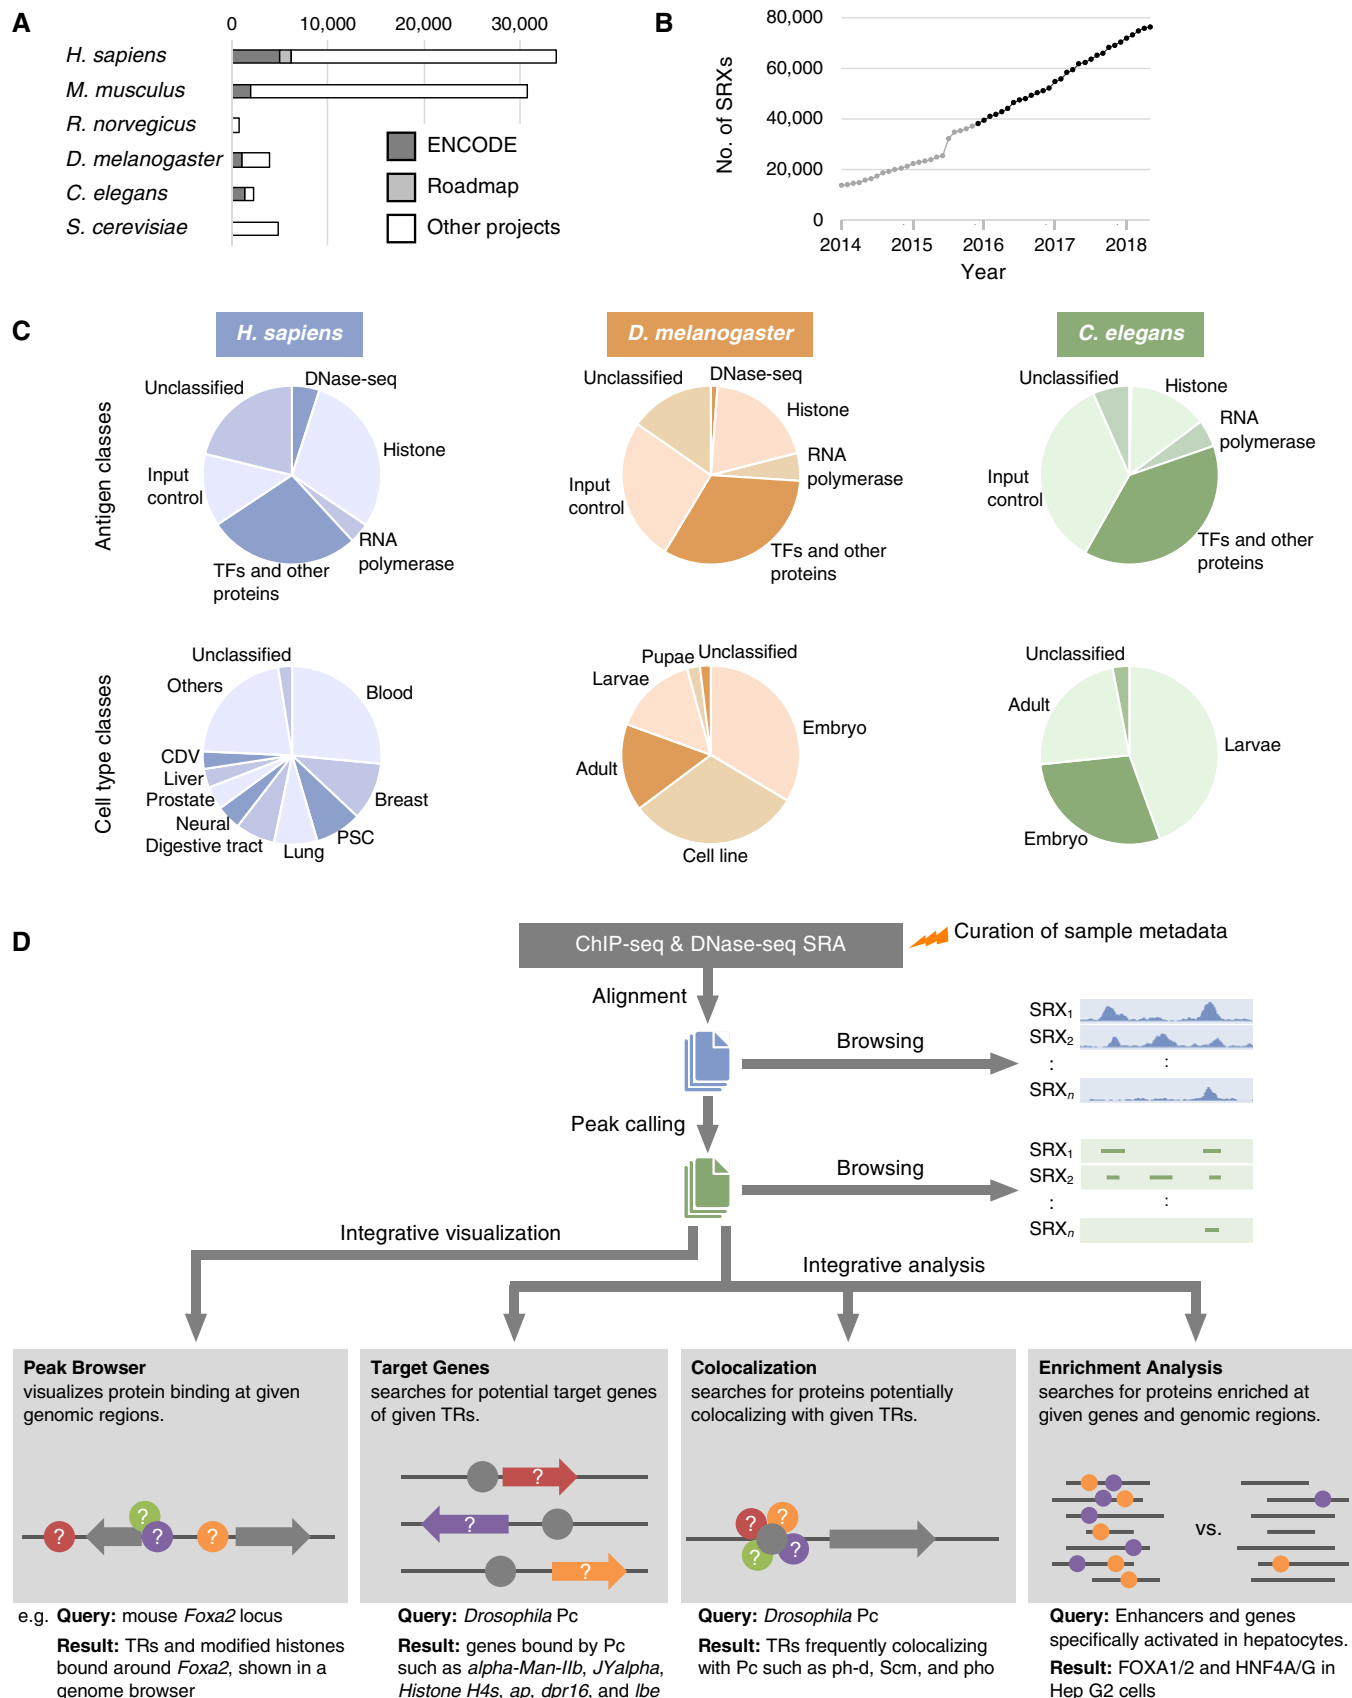 A
0 10,000 20,000 30,000
H. sapiens
M. musculus
R. norvegicus
D. melanogaster
C. elegans
S. cerevisiae
ENCODE
Roadmap
Other projects
B
No. of SRXs
80,000
60,000
40,000
20,000
0
2014 2015 2016 2017 2018
Year
C
H. sapiens
D. melanogaster
C. elegans
Antigen classes
Unclassified
DNase-seq
Histone
Input
control
RNA
polymerase
TFs and other
proteins
Unclassified
DNase-seq
Histone
RNA
polymerase
Input
control
TFs and other
proteins
Unclassified
Histone
RNA
polymerase
Input
control
TFs and other
proteins
Cell type classes
Unclassified
Others
Blood
CDV
Liver
Prostate
Neural
Digestive tract
Lung
PSC
Breast
Pupae
Unclassified
Larvae
Embryo
Adult
Cell line
Unclassified
Adult
Larvae
Embryo
D
ChIP-seq & DNase-seq SRA
Curation of sample metadata
Alignment
Browsing
SRX1
SRX2
:
:
SRXn
Peak calling
Browsing
SRX1
SRX2
:
:
SRXn
Integrative visualization
Integrative analysis
Peak Browser
visualizes protein binding at given
genomic regions.
? ? ? ?
e.g. Query: mouse Foxa2 locus
Result: TRs and modified histones
bound around Foxa2, shown in a
genome browser
Target Genes
searches for potential target genes
of given TRs.
?
?
?
Query: Drosophila Pc
Result: genes bound by Pc
such as alpha-Man-IIb, JYalpha,
Histone H4s, ap, dpr16, and lbe
Colocalization
searches for proteins potentially
colocalizing with given TRs.
? ?
? ?
Query: Drosophila Pc
Result: TRs frequently colocalizing
with Pc such as ph-d, Scm, and pho
Enrichment Analysis
searches for proteins enriched at
given genes and genomic regions.
vs.
Query: Enhancers and genes
specifically activated in hepatocytes.
Result: FOXA1/2 and HNF4A/G in
Hep G2 cells